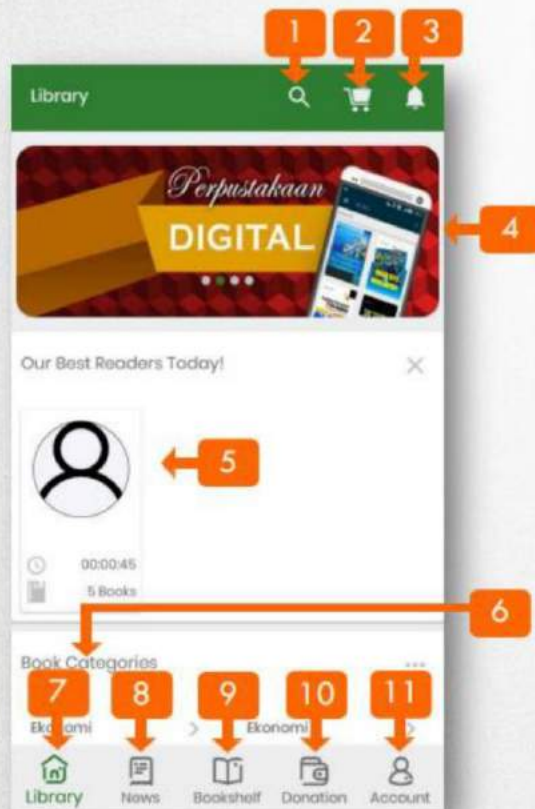 1 2 3
Library
Perpustakaan
DIGITAL
4
Our Best Readers Today!
5
00:00:45
5 Books
6
Book Categories
7 8 9 10 11
Ekonomi Ekonomi
Library News Bookshelf Donation Account